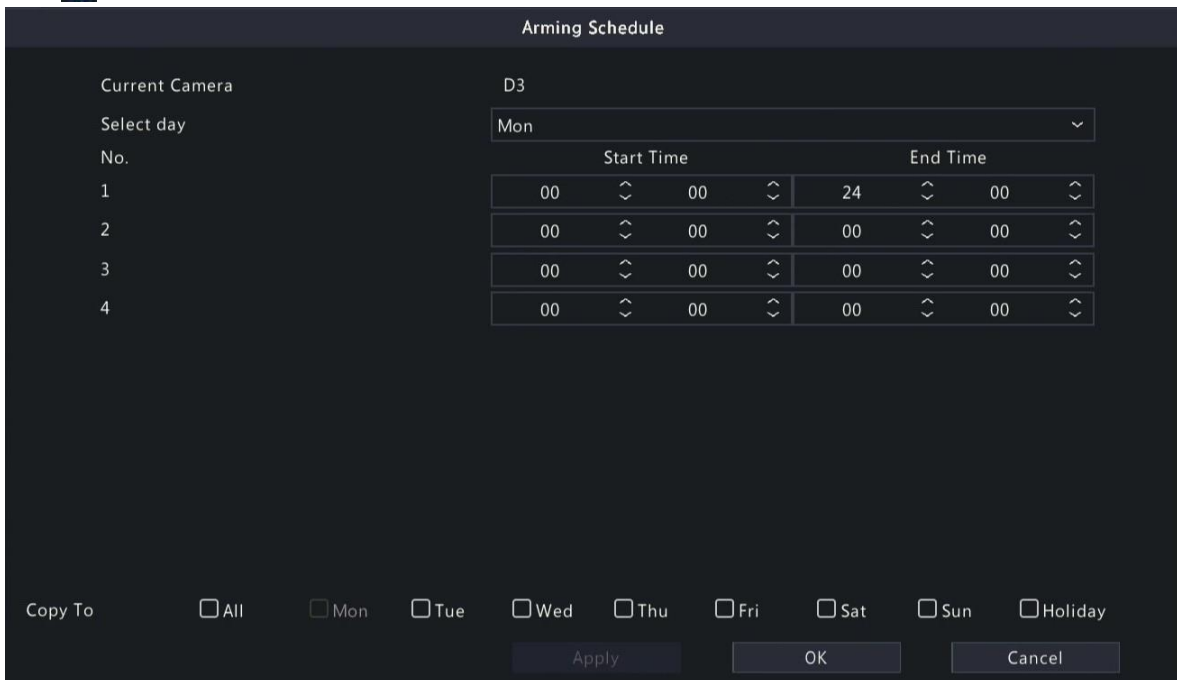 Arming Schedule
Current Camera D3
Select day Mon
No. Start Time End Time
1 00 00 24 00
2 00 00 00 00
3 00 00 00 00
4 00 00 00 00
Copy To All Mon Tue Wed Thu Fri Sat Sun Holiday
Apply OK Cancel